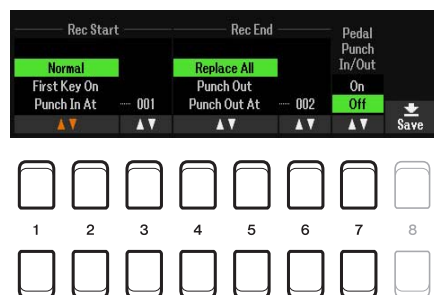 Rec Start
Rec End
Pedal
Punch
In/Out
Normal
Replace All
First Key On
Punch Out
On
Punch In At 001
Punch Out At 002
Off
Save
1 2 3 4 5 6 7 8